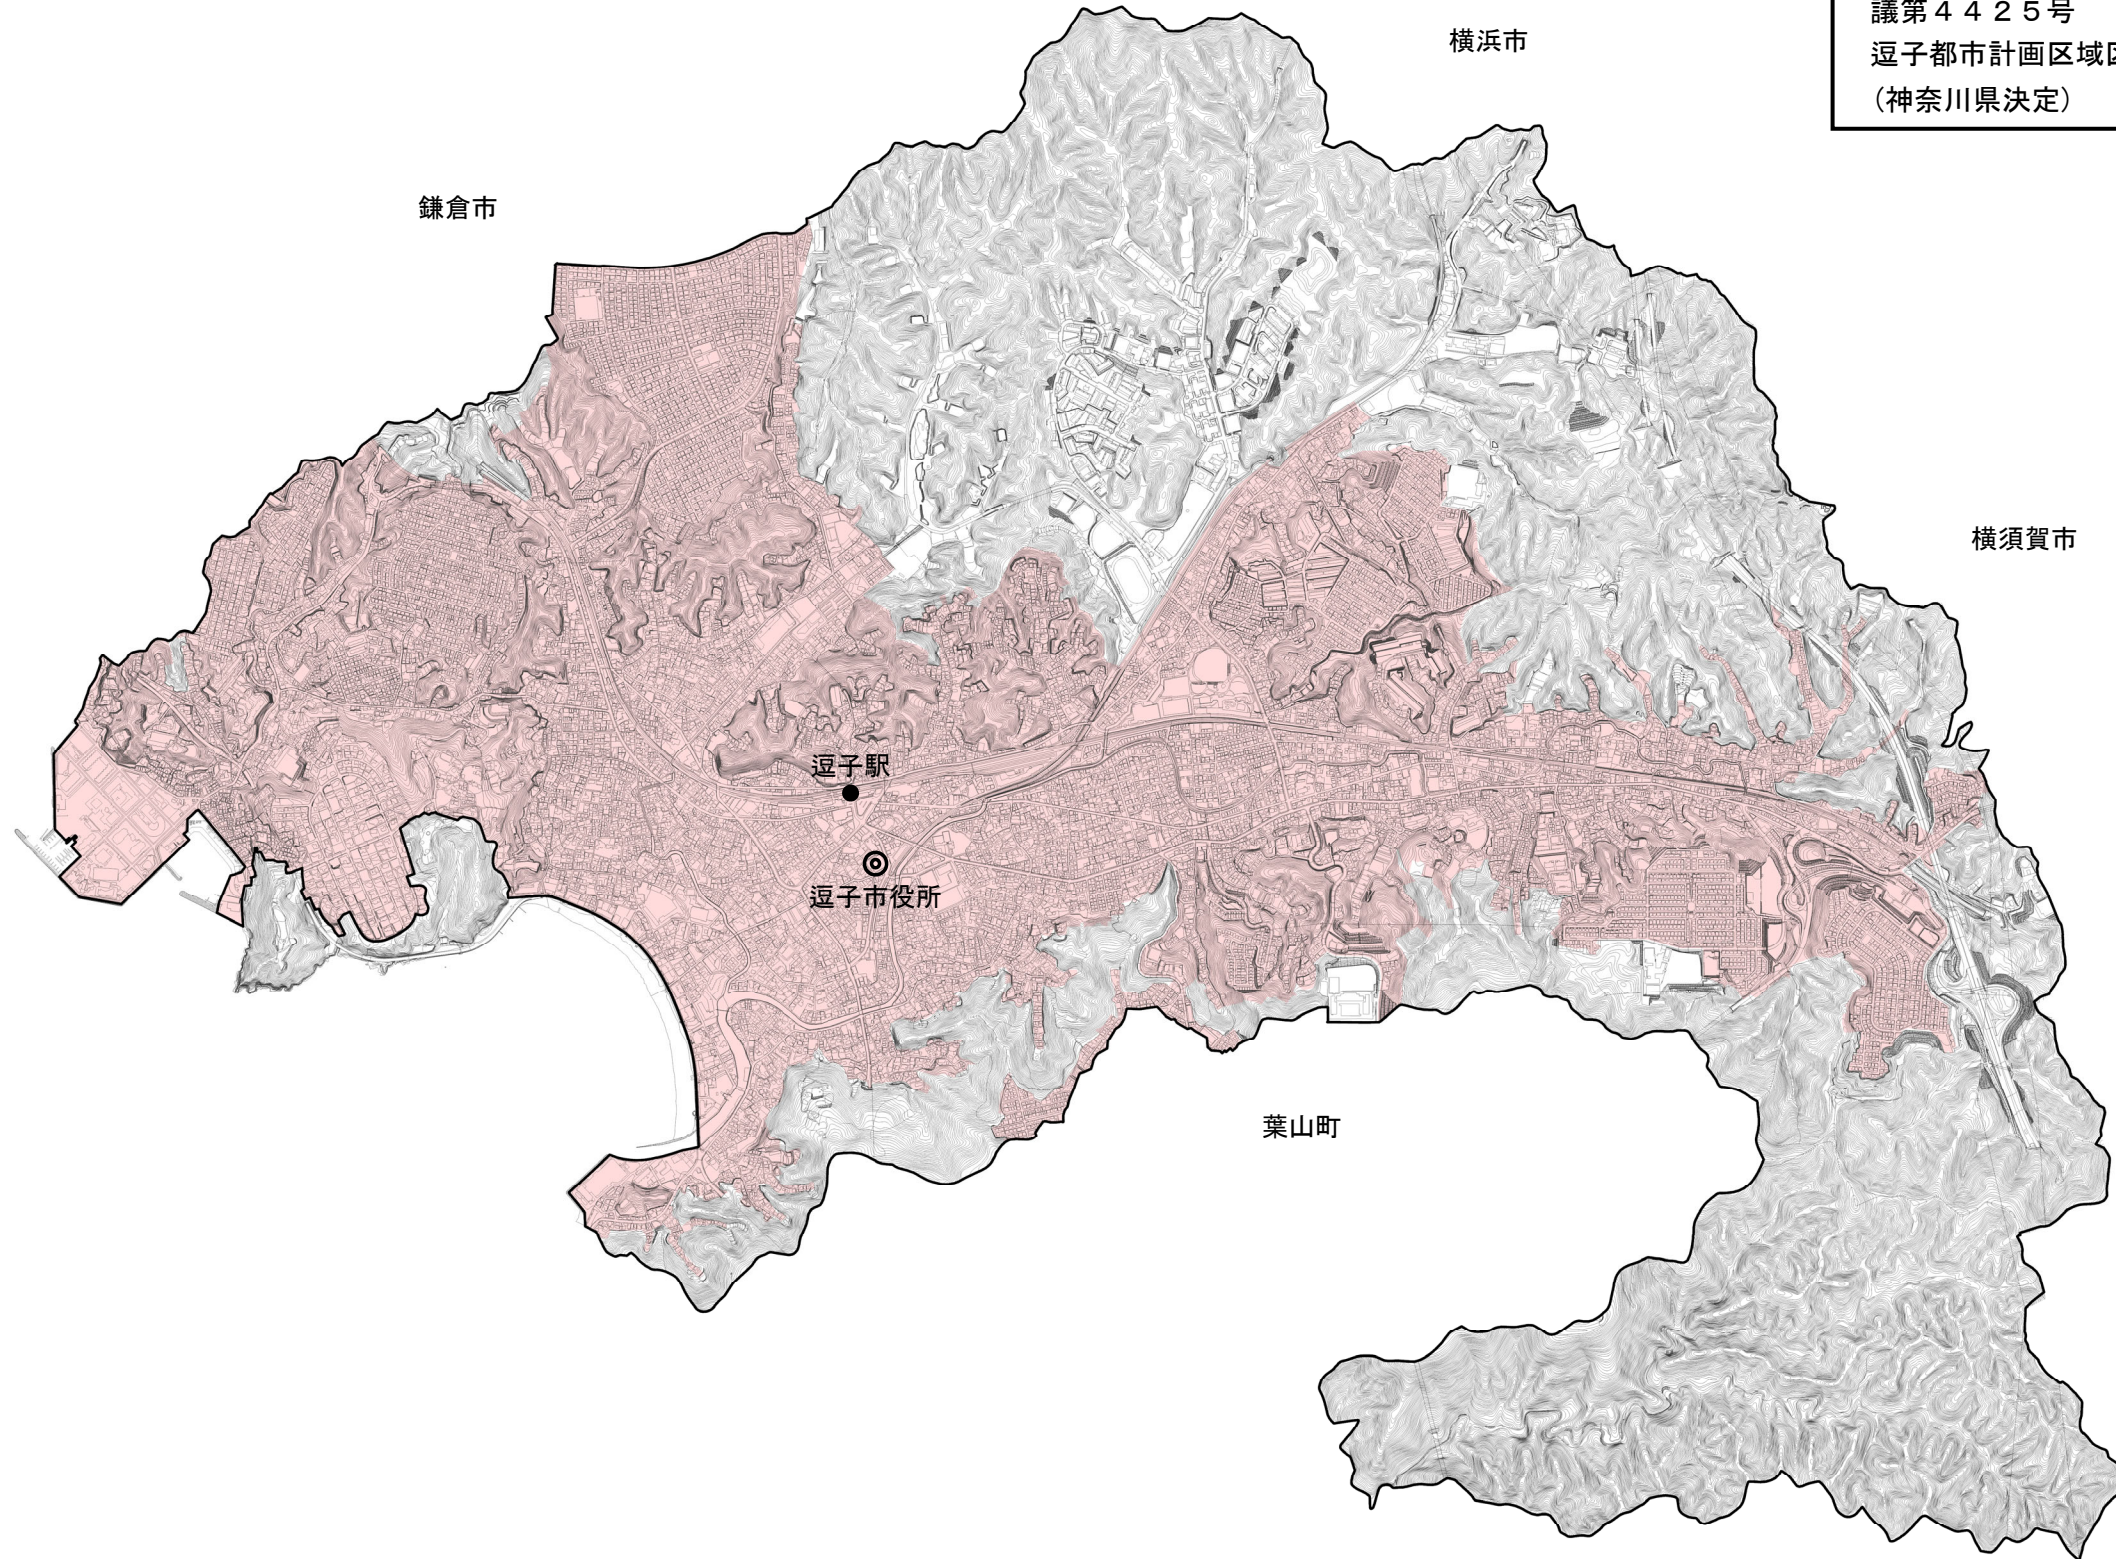 議第４４２５号
逗子都市計画区域区
（神奈川県決定）
横浜市
鎌倉市
横須賀市
逗子駅
逗子市役所
葉山町